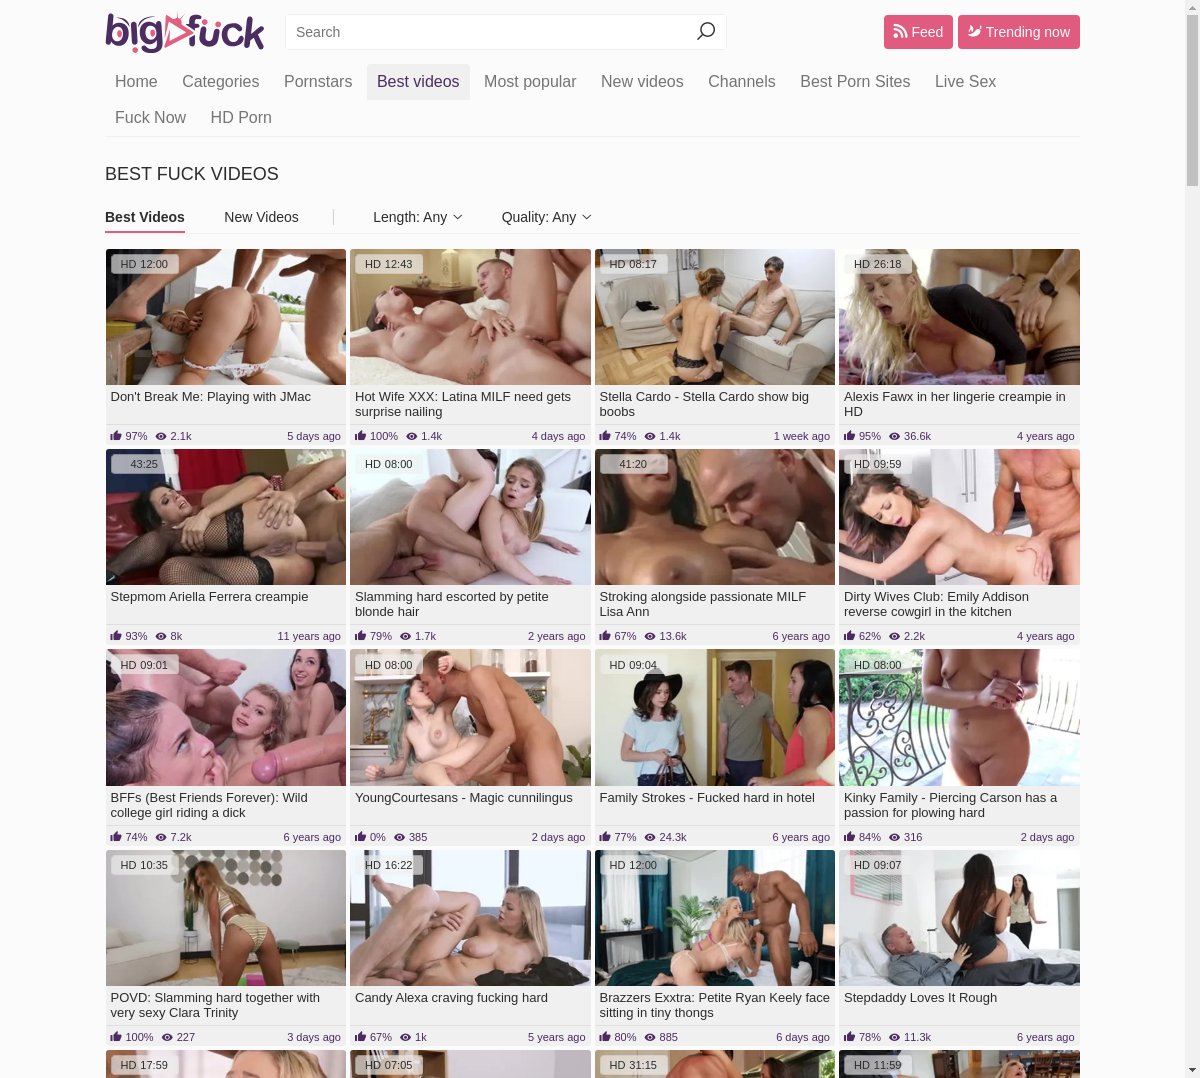 big fuck
Search
Feed
Trending now
Home Categories Pornstars Best videos Most popular New videos Channels Best Porn Sites Live Sex
Fuck Now HD Porn
BEST FUCK VIDEOS
Best Videos New Videos Length: Any Quality: Any
HD 12:00
HD 12:43
HD 08:17
HD 26:18
Don't Break Me: Playing with JMac
Hot Wife XXX: Latina MILF need gets
surprise nailing
Stella Cardo - Stella Cardo show big
boobs
Alexis Fawx in her lingerie creampie in
HD
97% 2.1k 5 days ago
100% 1.4k 4 days ago
74% 1.4k 1 week ago
95% 36.6k 4 years ago
43:25
HD 08:00
41:20
HD 09:59
Stepmom Ariella Ferrera creampie
Slamming hard escorted by petite
blonde hair
Stroking alongside passionate MILF
Lisa Ann
Dirty Wives Club: Emily Addison
reverse cowgirl in the kitchen
93% 8k 11 years ago
79% 1.7k 2 years ago
67% 13.6k 6 years ago
62% 2.2k 4 years ago
HD 09:01
HD 08:00
HD 09:04
HD 08:00
BFFs (Best Friends Forever): Wild
college girl riding a dick
YoungCourtesans - Magic cunnilingus
Family Strokes - Fucked hard in hotel
Kinky Family - Piercing Carson has a
passion for plowing hard
74% 7.2k 6 years ago
0% 385 2 days ago
77% 24.3k 6 years ago
84% 316 2 days ago
HD 10:35
HD 16:22
HD 12:00
HD 09:07
POVD: Slamming hard together with
very sexy Clara Trinity
Candy Alexa craving fucking hard
Brazzers Exxtra: Petite Ryan Keely face
sitting in tiny thongs
Stepdaddy Loves It Rough
100% 227 3 days ago
67% 1k 5 years ago
80% 885 6 days ago
78% 11.3k 6 years ago
HD 17:59
HD 07:05
HD 31:15
HD 11:59